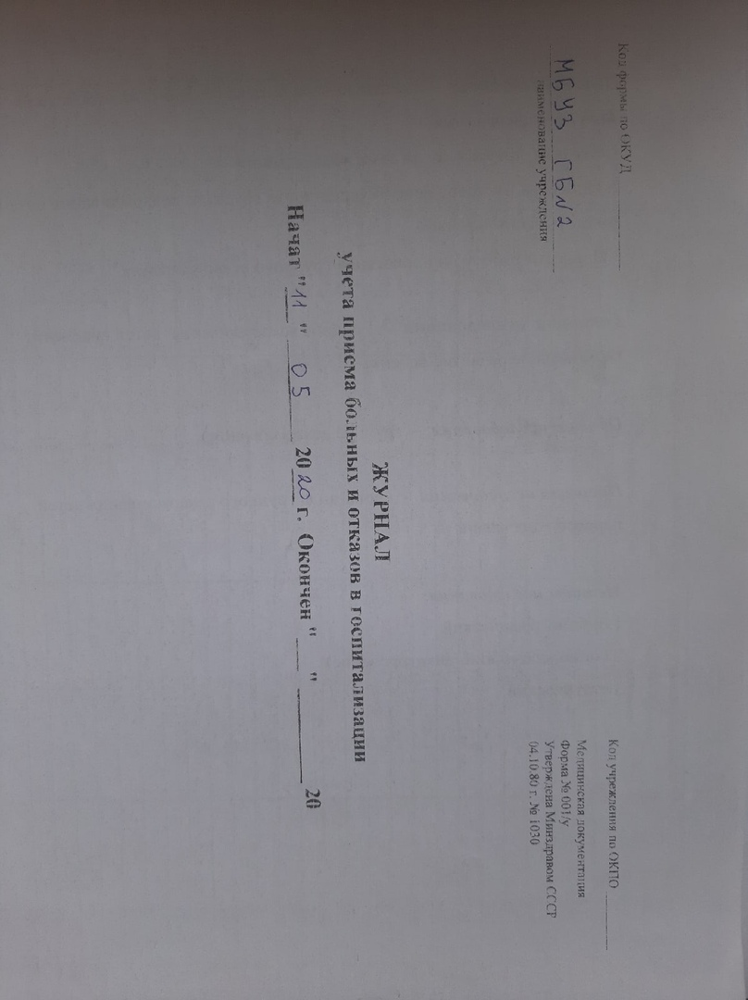 Код формы по ОКУД
Код учреждения по ОКПО
МБУЗ ГБN2
наименование учреждения
Медицинская документация
Форма № 001/у
Утверждена Минздравом СССР
04.10.80 г. № 1030
ЖУРНАЛ
учета приема больных и отказов в госпитализации
Начат "11" 05 2020 г. Окончен " " 20